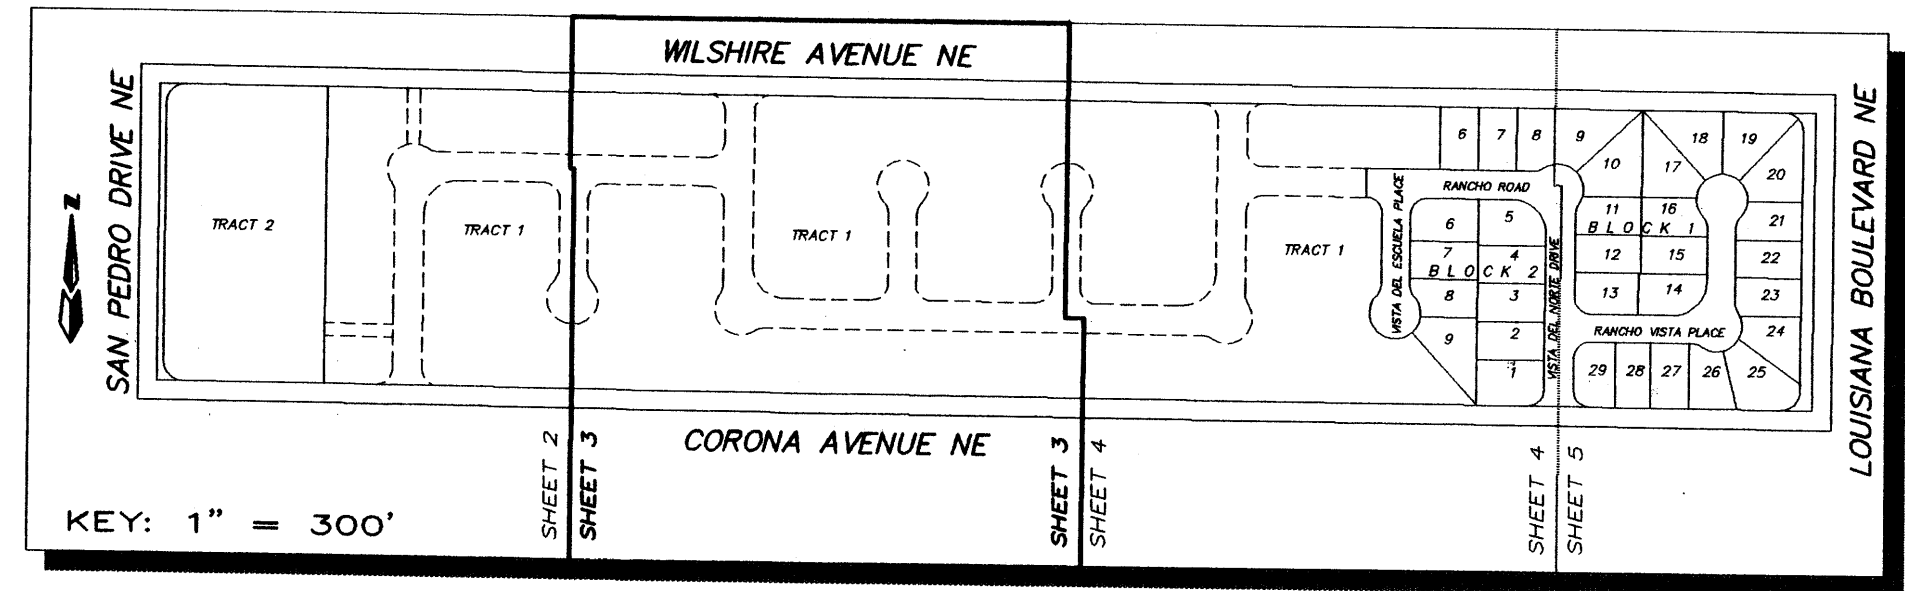 WILSHIRE AVENUE NE
SAN PEDRO DRIVE NE
LOUISIANA BOULEVARD NE
CORONA AVENUE NE
N
TRACT 2
TRACT 1
TRACT 1
TRACT 1
6 7 8 9
10
17
18
19
20
RANCHO ROAD
VISTA DEL ESCUELA PLACE
VISTA DEL NORTE DRIVE
6
5
7
4
BLOCK 2
8
3
9
2
1
11
16
BLOCK 1
12
15
13
14
21
22
23
24
RANCHO VISTA PLACE
29 28 27 26 25
SHEET 2
SHEET 3
SHEET 3
SHEET 4
SHEET 4
SHEET 5
KEY: 1" = 300'